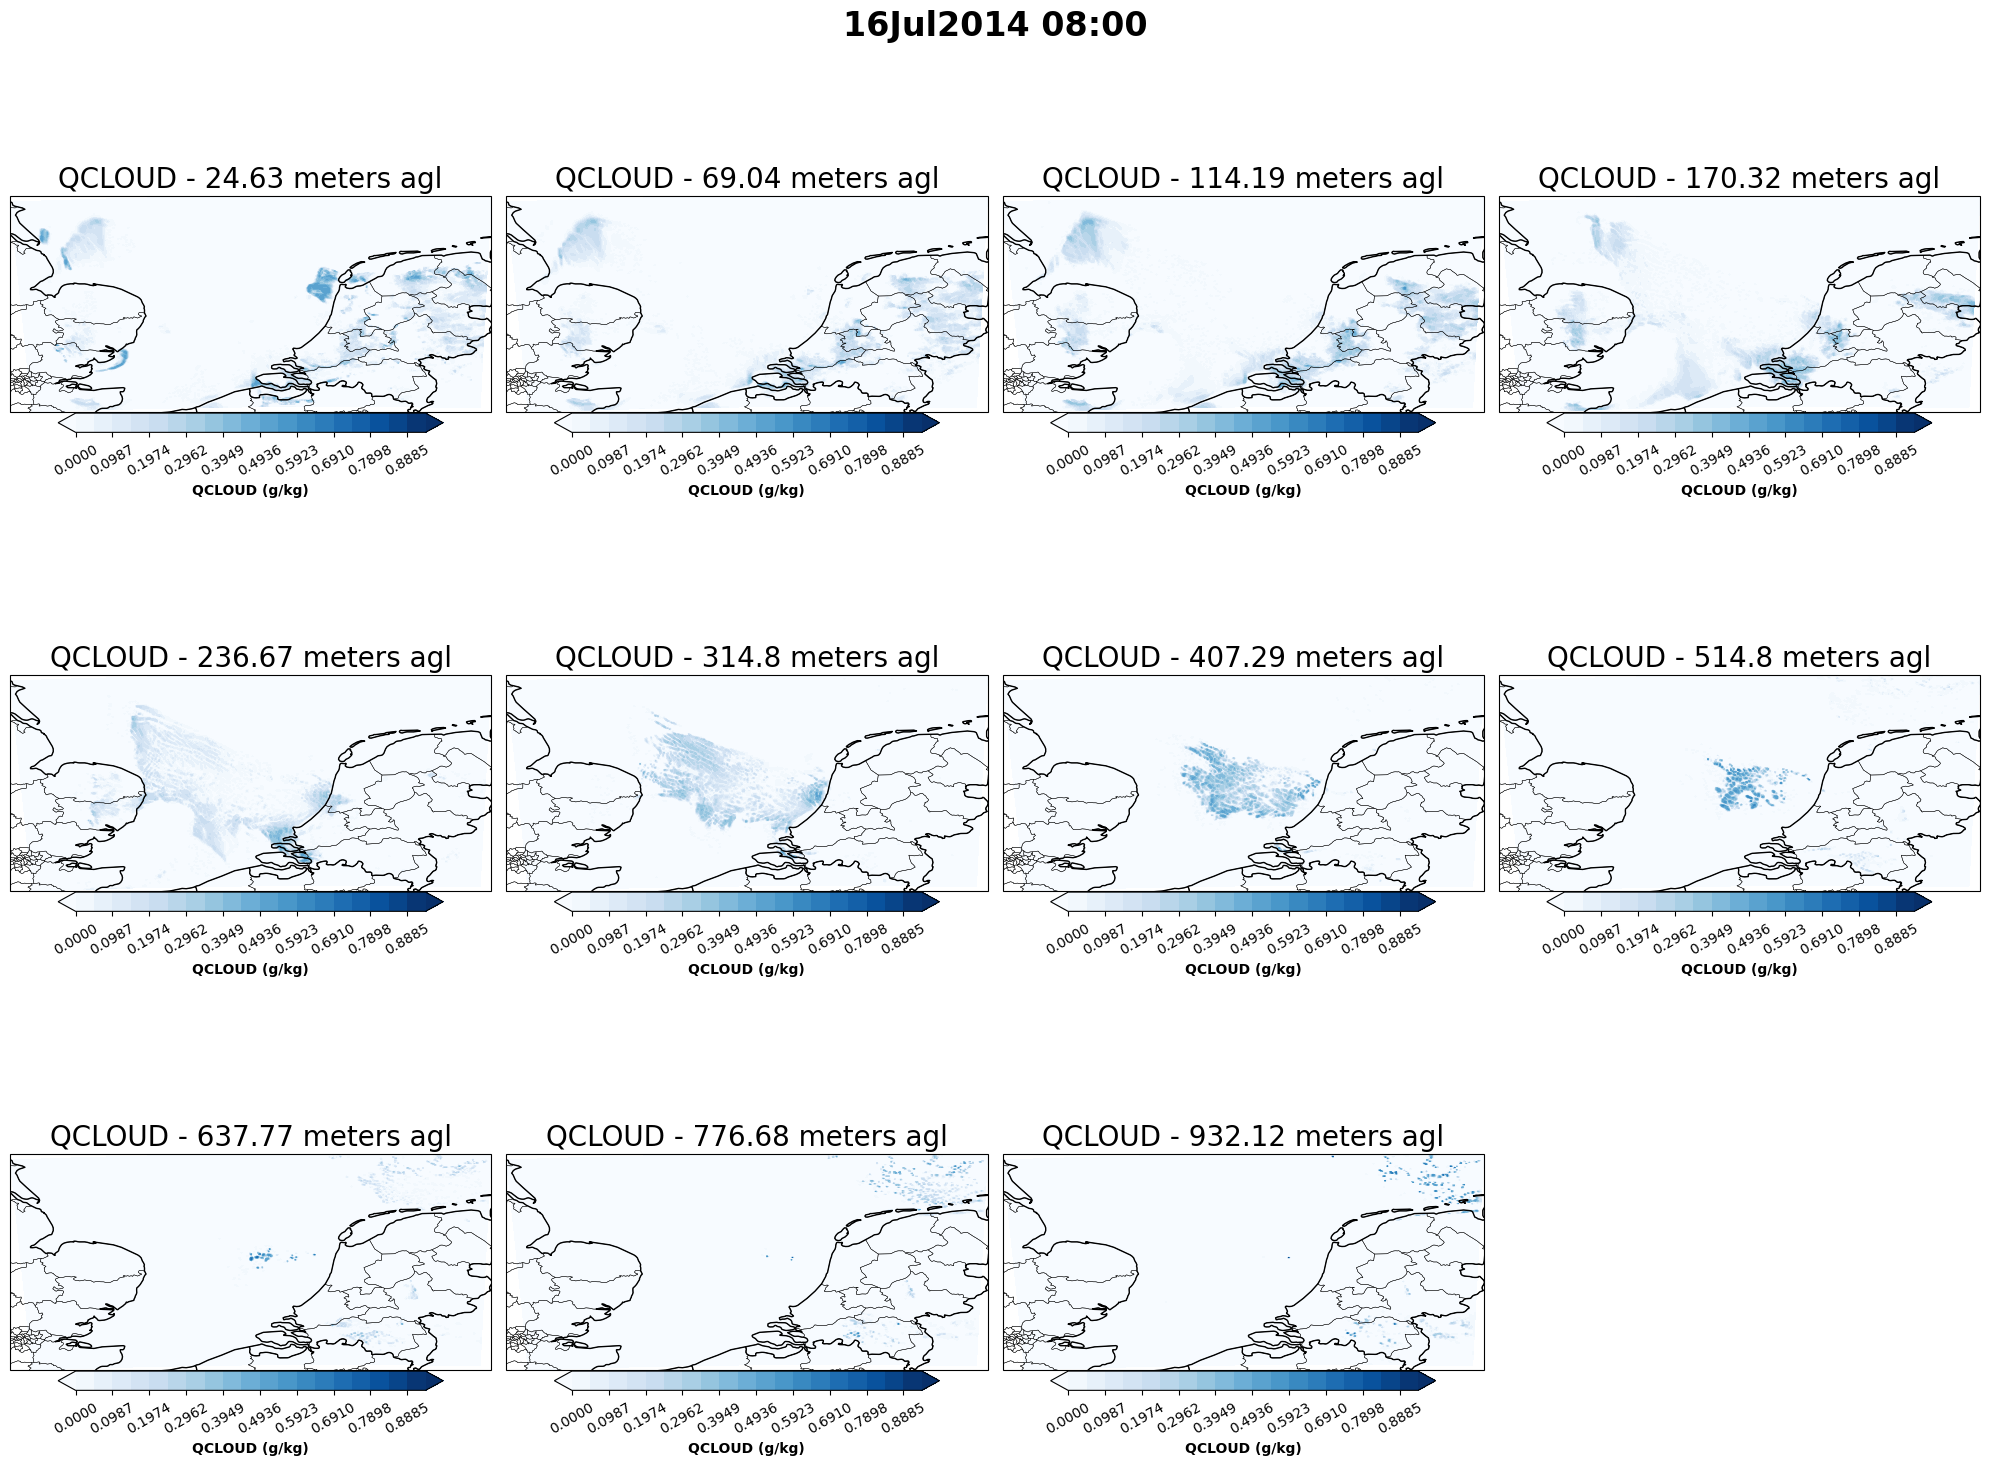 16Jul2014 08:00
QCLOUD - 24.63 meters agl
QCLOUD - 69.04 meters agl
QCLOUD - 114.19 meters agl
QCLOUD - 170.32 meters agl
0.0000 0.0987 0.1974 0.2962 0.3949 0.4936 0.5923 0.6910 0.7898 0.8885
QCLOUD (g/kg)
0.0000 0.0987 0.1974 0.2962 0.3949 0.4936 0.5923 0.6910 0.7898 0.8885
QCLOUD (g/kg)
0.0000 0.0987 0.1974 0.2962 0.3949 0.4936 0.5923 0.6910 0.7898 0.8885
QCLOUD (g/kg)
0.0000 0.0987 0.1974 0.2962 0.3949 0.4936 0.5923 0.6910 0.7898 0.8885
QCLOUD (g/kg)
QCLOUD - 236.67 meters agl
QCLOUD - 314.8 meters agl
QCLOUD - 407.29 meters agl
QCLOUD - 514.8 meters agl
0.0000 0.0987 0.1974 0.2962 0.3949 0.4936 0.5923 0.6910 0.7898 0.8885
QCLOUD (g/kg)
0.0000 0.0987 0.1974 0.2962 0.3949 0.4936 0.5923 0.6910 0.7898 0.8885
QCLOUD (g/kg)
0.0000 0.0987 0.1974 0.2962 0.3949 0.4936 0.5923 0.6910 0.7898 0.8885
QCLOUD (g/kg)
0.0000 0.0987 0.1974 0.2962 0.3949 0.4936 0.5923 0.6910 0.7898 0.8885
QCLOUD (g/kg)
QCLOUD - 637.77 meters agl
QCLOUD - 776.68 meters agl
QCLOUD - 932.12 meters agl
0.0000 0.0987 0.1974 0.2962 0.3949 0.4936 0.5923 0.6910 0.7898 0.8885
QCLOUD (g/kg)
0.0000 0.0987 0.1974 0.2962 0.3949 0.4936 0.5923 0.6910 0.7898 0.8885
QCLOUD (g/kg)
0.0000 0.0987 0.1974 0.2962 0.3949 0.4936 0.5923 0.6910 0.7898 0.8885
QCLOUD (g/kg)